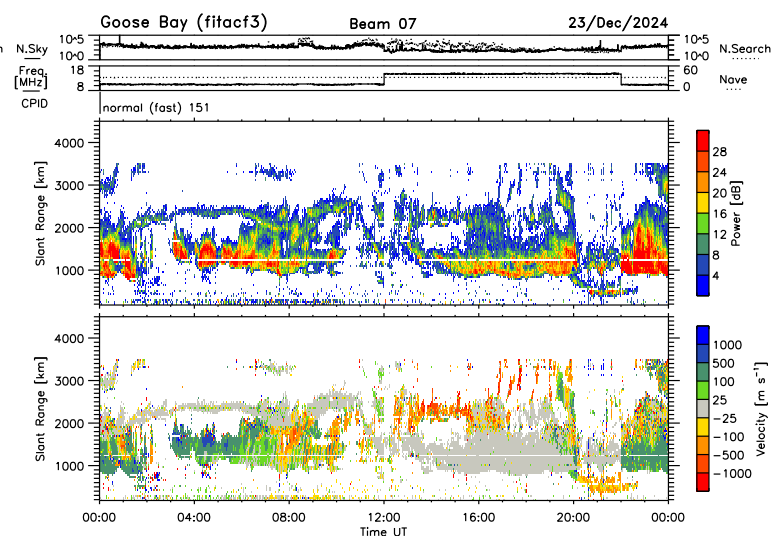 Goose Bay (fitacf3) Beam 07 23/Dec/2024
n N.Sky 10^5 10^0 10^5 10^0 N.Search
Freq. [MHz] 18 8 60 0 Nave
CPID normal (fast) 151
Slant Range [km] 4000 3000 2000 1000
Power [dB] 28 24 20 16 12 8 4
Slant Range [km] 4000 3000 2000 1000
Velocity [m s⁻¹] 1000 500 100 25 -25 -100 -500 -1000
00:00 04:00 08:00 12:00 16:00 20:00 00:00
Time UT